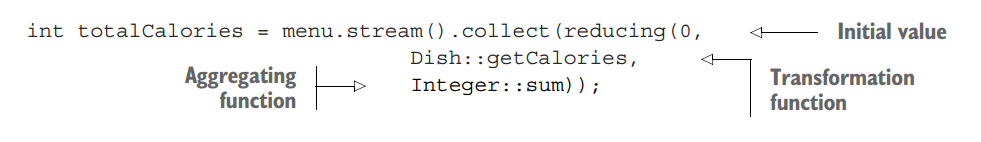 int totalCalories = menu.stream().collect(reducing(0,
Initial value
Dish::getCalories,
Aggregating
function
Integer::sum));
Transformation
function